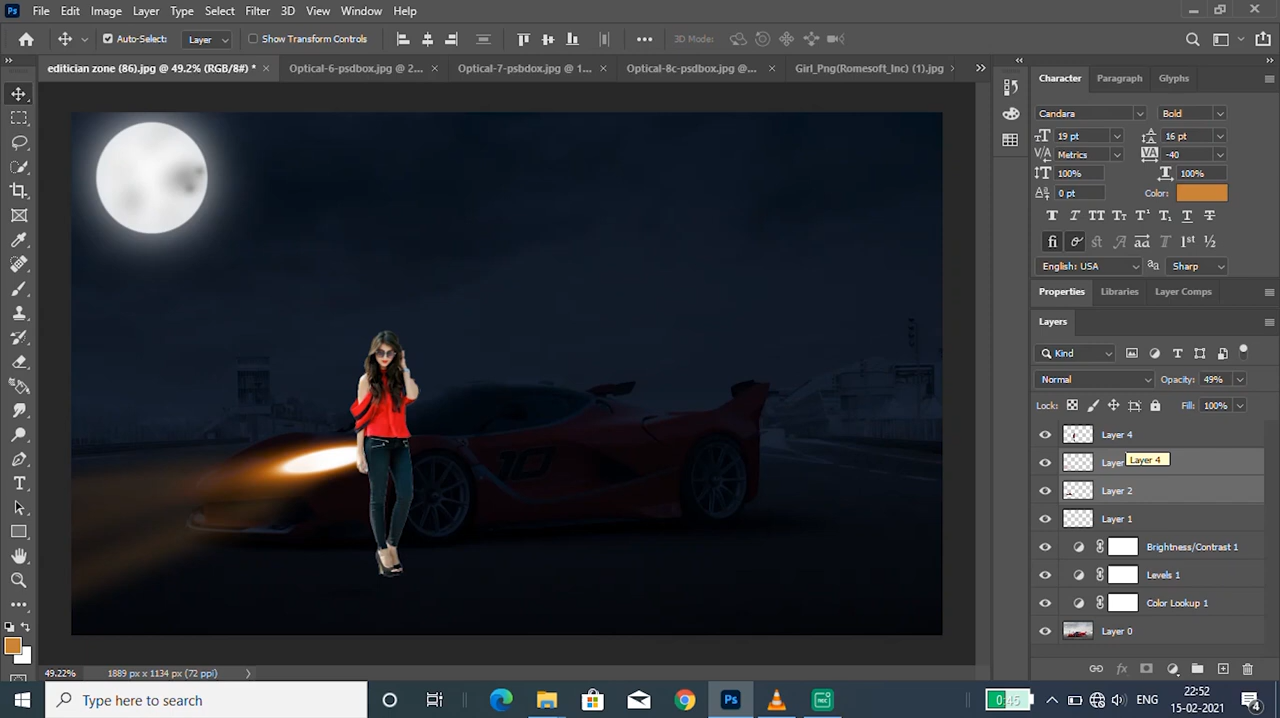 Ps File Edit Image Layer Type Select Filter 3D View Window Help
Auto-Select: Layer Show Transform Controls ••• 3D Mode:
editician zone (86).jpg @ 49.2% (RGB/8#) * × Optical-6-psdbox.jpg @ 2... × Optical-7-psbdox.jpg @ 1... × Optical-8c-psdbox.jpg @... × Girl_Png(Romesoft_Inc) (1).jpg
Character Paragraph Glyphs
Candara Bold
19 pt 16 pt
Metrics -40
100% 100%
0 pt Color:
English: USA Sharp
Properties Libraries Layer Comps
Layers
Kind
Normal Opacity: 49%
Lock: Fill: 100%
Layer 4
Layer
Layer 4
Layer 2
Layer 1
Brightness/Contrast 1
Levels 1
Color Lookup 1
Layer 0
10
49.22% 1889 px x 1134 px (72 ppi)
Type here to search
Ps
REC
0:45
ENG
22:52
15-02-2021
4